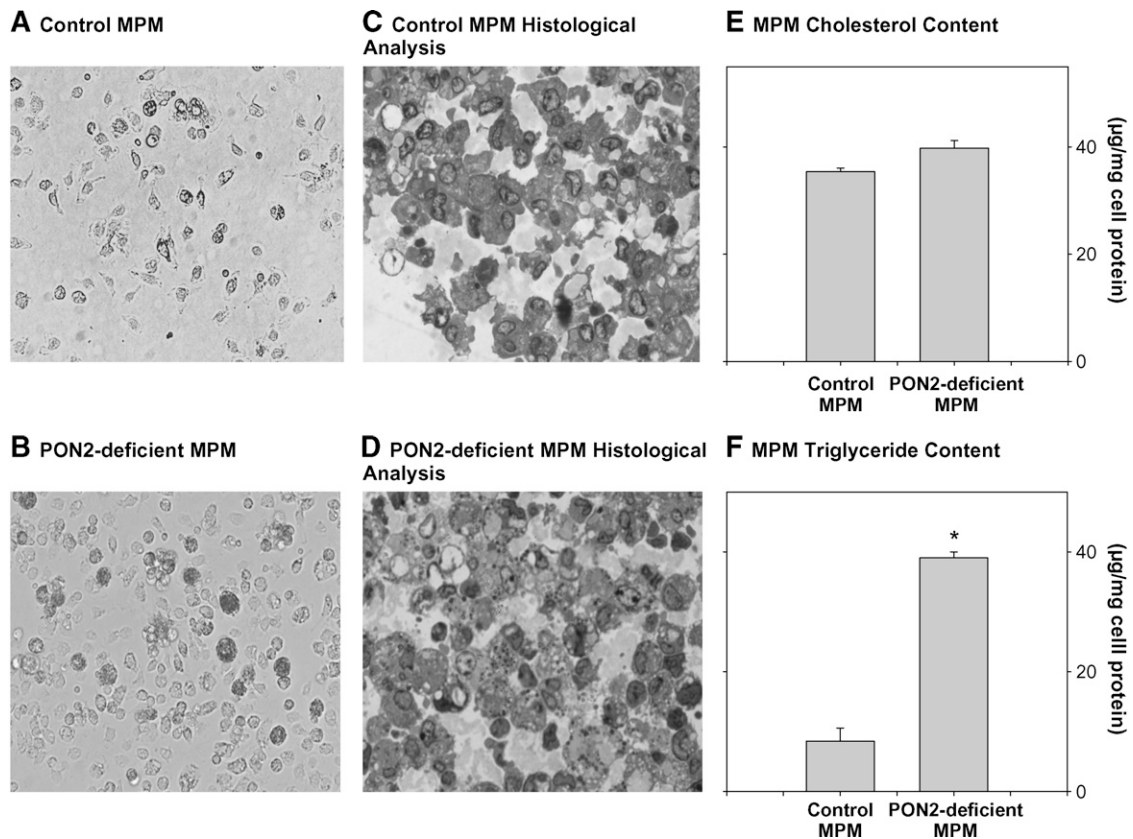 A Control MPM
C Control MPM Histological
Analysis
E MPM Cholesterol Content
40
20
0
(µg/mg cell protein)
Control
MPM
PON2-deficient
MPM
B PON2-deficient MPM
D PON2-deficient MPM Histological
Analysis
F MPM Triglyceride Content
*
40
20
0
(µg/mg celll protein)
Control
MPM
PON2-deficient
MPM